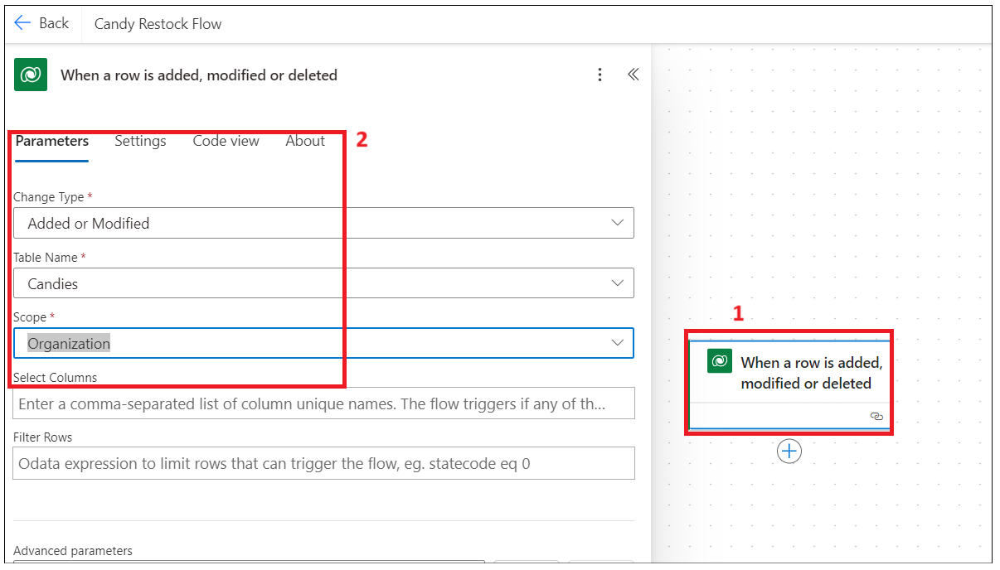 Back
Candy Restock Flow
When a row is added, modified or deleted
Parameters Settings Code view About
2
Change Type *
Added or Modified
Table Name *
Candies
Scope *
Organization
Select Columns
Enter a comma-separated list of column unique names. The flow triggers if any of th...
Filter Rows
Odata expression to limit rows that can trigger the flow, eg. statecode eq 0
Advanced parameters
1
When a row is added,
modified or deleted